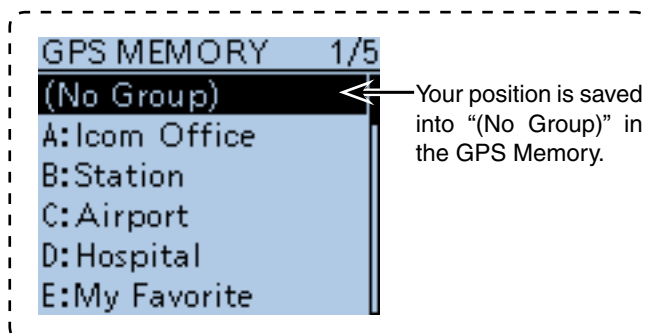 GPS MEMORY 1/5
(No Group)
A:Icom Office
B:Station
C:Airport
D:Hospital
E:My Favorite
Your position is saved
into “(No Group)” in
the GPS Memory.